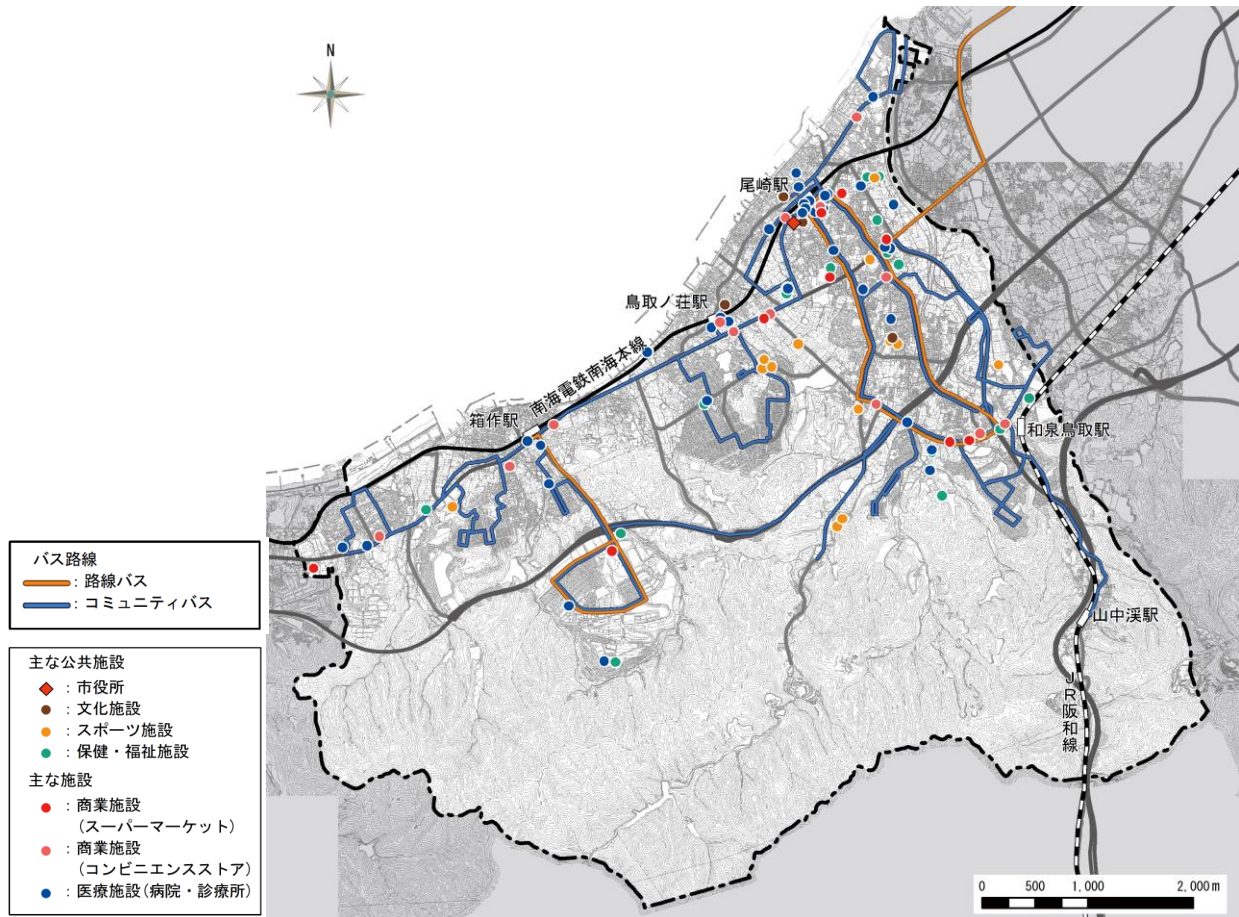 N
尾崎駅
鳥取ノ荘駅
南海電鉄南海本線
箱作駅
和泉鳥取駅
山中渓駅
JR阪和線
バス路線
：路線バス
：コミュニティバス
主な公共施設
：市役所
：文化施設
：スポーツ施設
：保健・福祉施設
主な施設
：商業施設
(スーパーマーケット)
：商業施設
(コンビニエンスストア)
：医療施設(病院・診療所)
0 500 1,000 2,000m